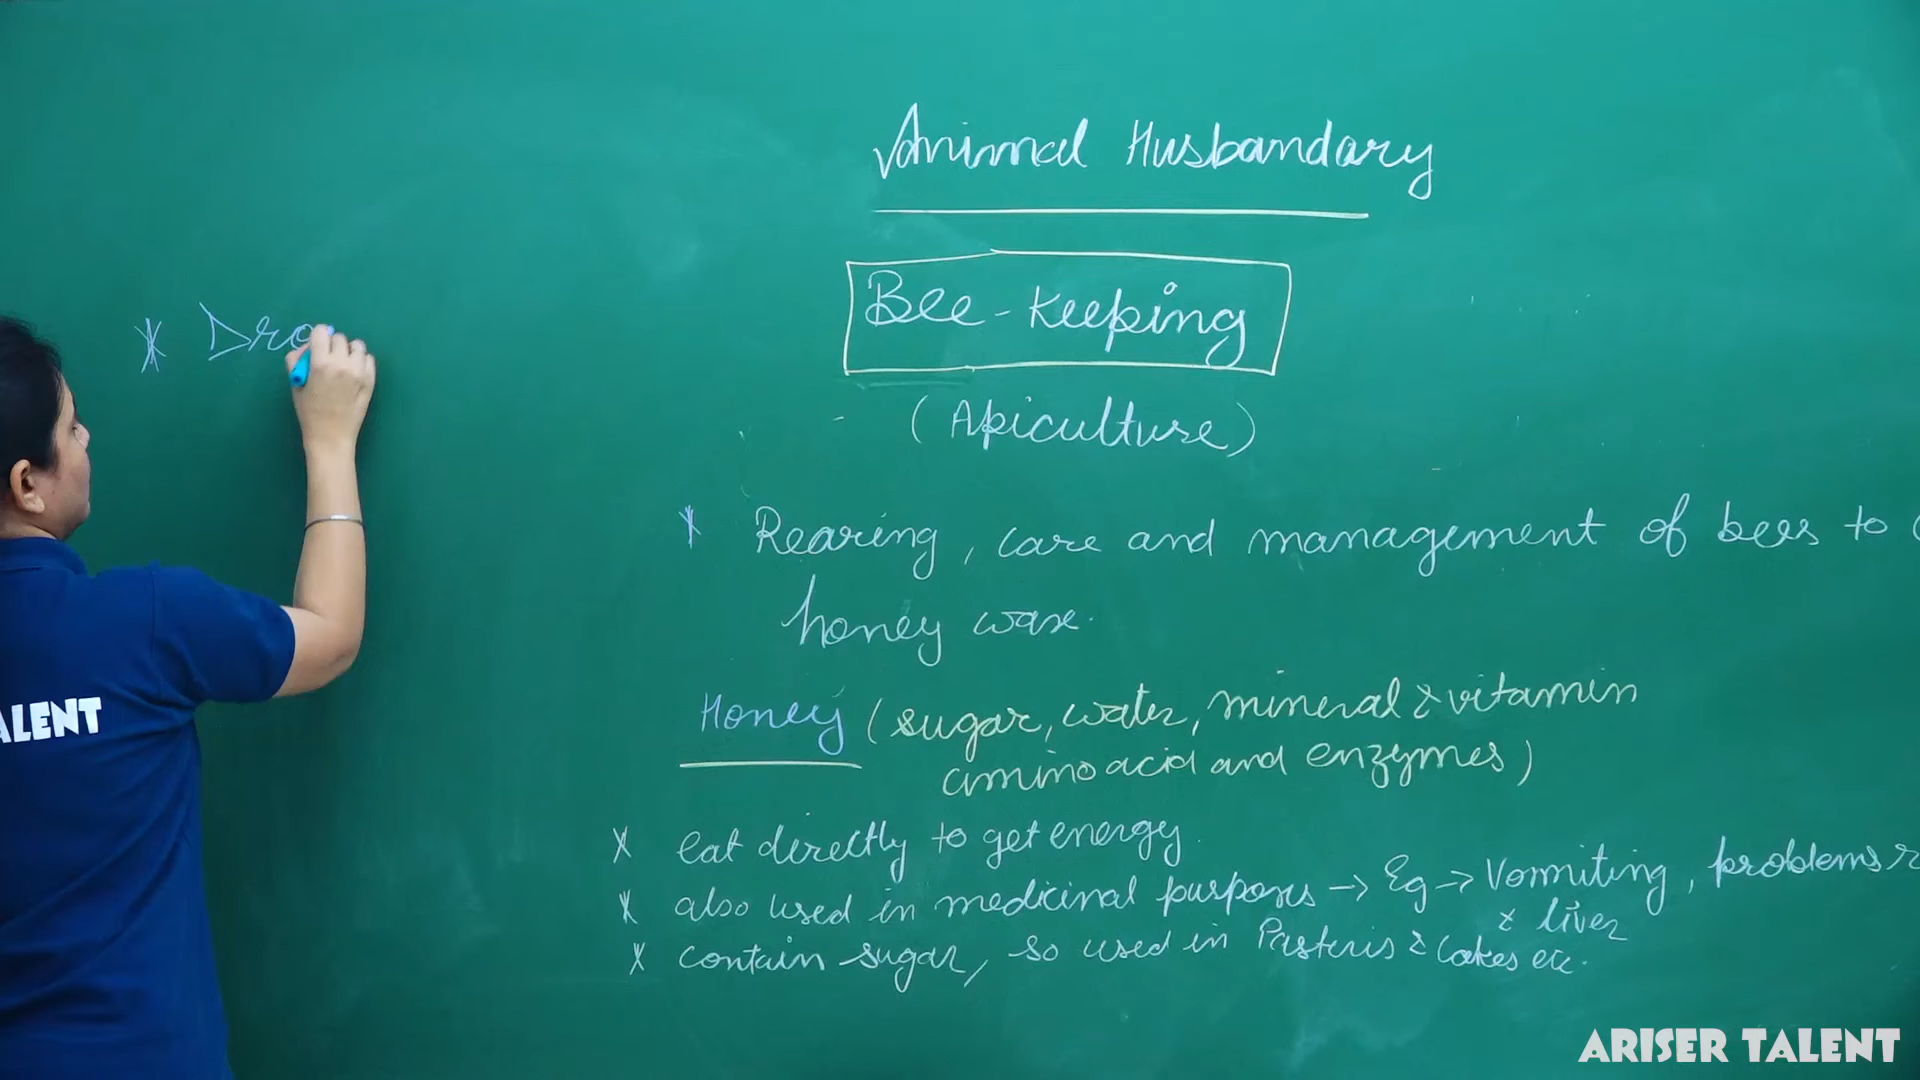 Animal Husbandary
Bee-Keeping
(Apiculture)
* Dro
* Rearing, care and management of bees to
honey wax.
Honey (sugar, water, mineral & vitamin
amino acid and enzymes)
* eat directly to get energy.
* also used in medicinal purposes → Eg → Vomiting, problems
& liver
* contain sugar, so used in Pasteris & Cakes etc.
ALENT
ARISER TALENT